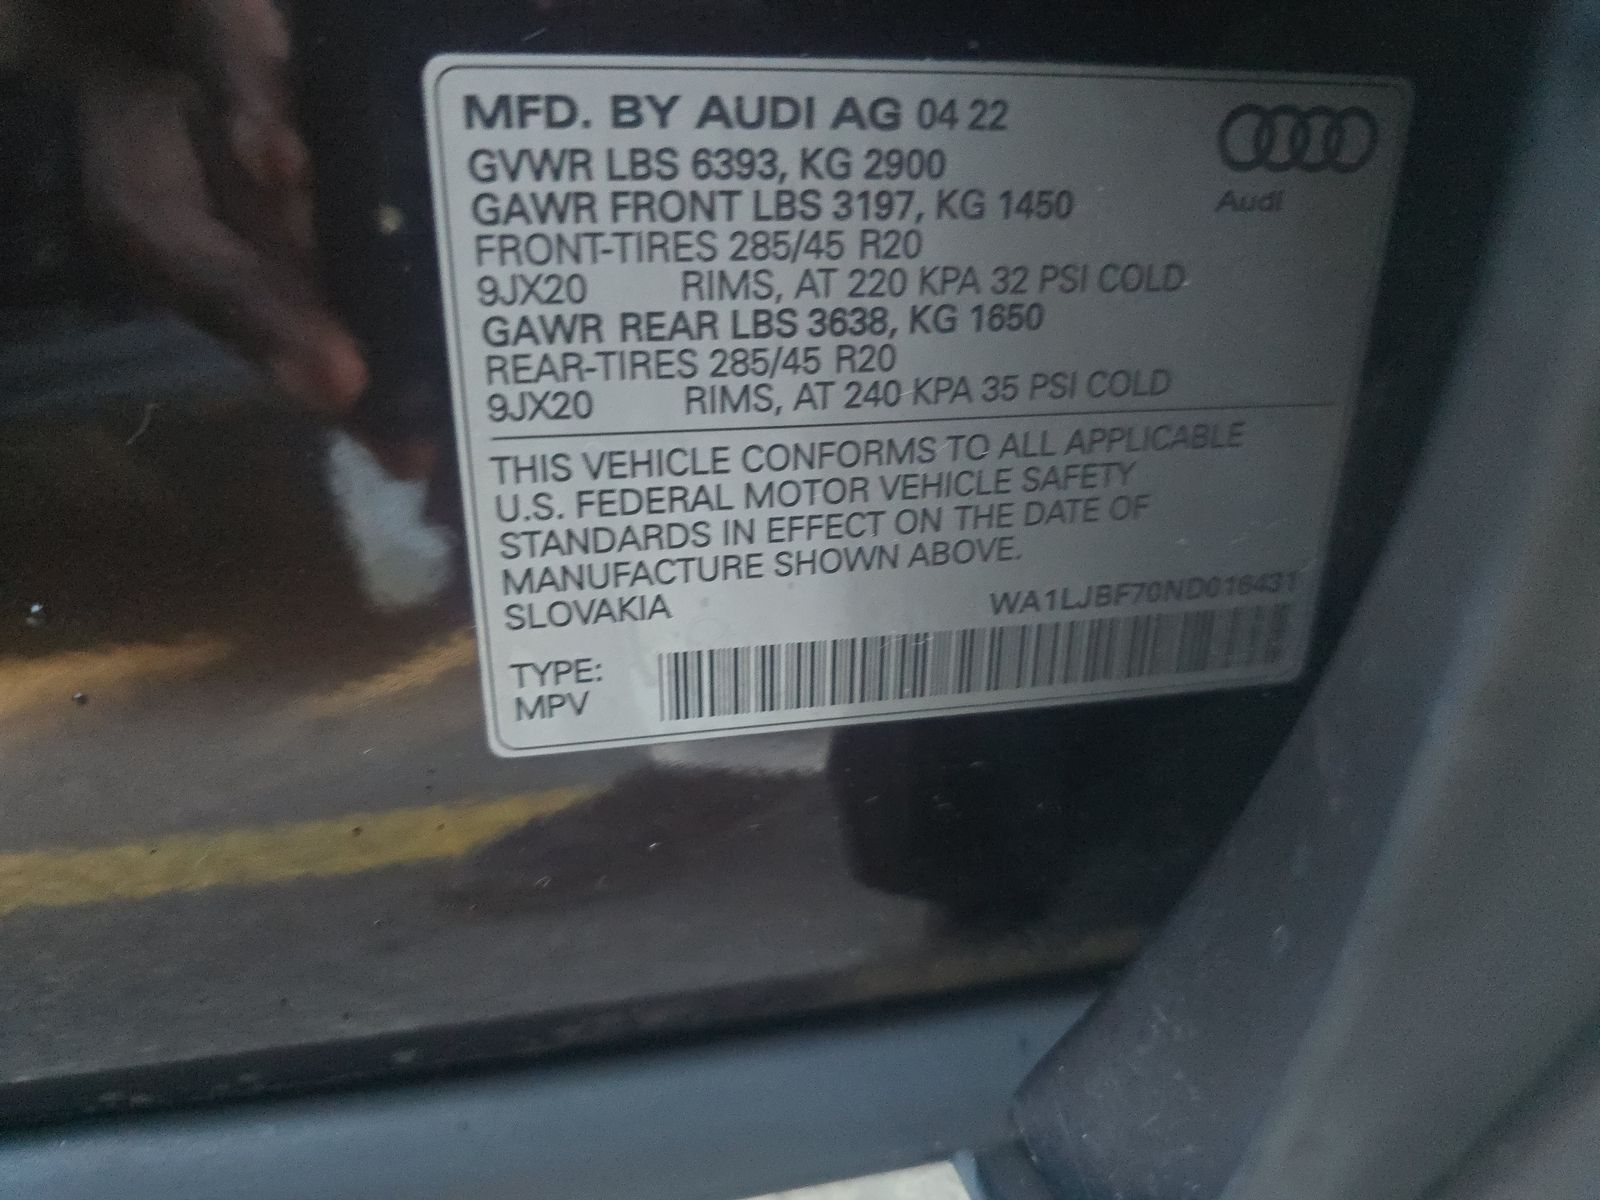 MFD. BY AUDI AG 04 22
GVWR LBS 6393, KG 2900
GAWR FRONT LBS 3197, KG 1450
Audi
FRONT-TIRES 285/45 R20
9JX20 RIMS, AT 220 KPA 32 PSI COLD
GAWR REAR LBS 3638, KG 1650
REAR-TIRES 285/45 R20
9JX20 RIMS, AT 240 KPA 35 PSI COLD
THIS VEHICLE CONFORMS TO ALL APPLICABLE
U.S. FEDERAL MOTOR VEHICLE SAFETY
STANDARDS IN EFFECT ON THE DATE OF
MANUFACTURE SHOWN ABOVE.
SLOVAKIA WA1LJBF70ND016431
TYPE:
MPV